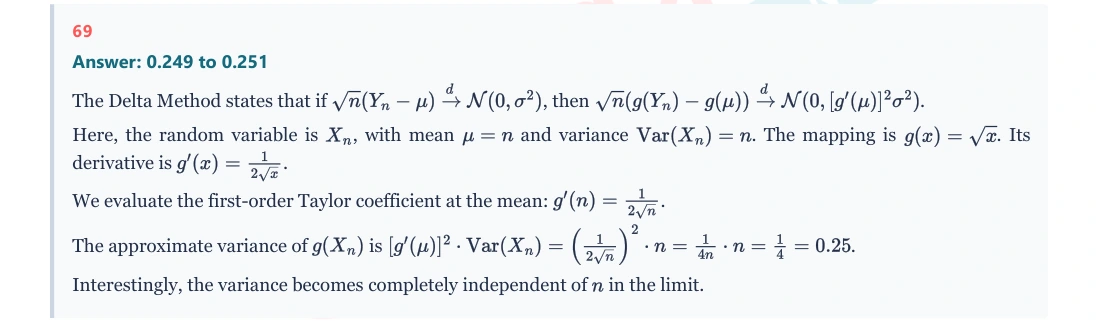 69
Answer: 0.249 to 0.251
The Delta Method states that if √n(Yₙ − μ) →ᵈ 𝒩(0, σ²), then √n(g(Yₙ) − g(μ)) →ᵈ 𝒩(0, [g′(μ)]²σ²).
Here, the random variable is Xₙ, with mean μ = n and variance Var(Xₙ) = n. The mapping is g(x) = √x. Its
derivative is g′(x) = 1/(2√x).
We evaluate the first-order Taylor coefficient at the mean: g′(n) = 1/(2√n).
The approximate variance of g(Xₙ) is [g′(μ)]² · Var(Xₙ) = (1/(2√n))² · n = 1/(4n) · n = 1/4 = 0.25.
Interestingly, the variance becomes completely independent of n in the limit.